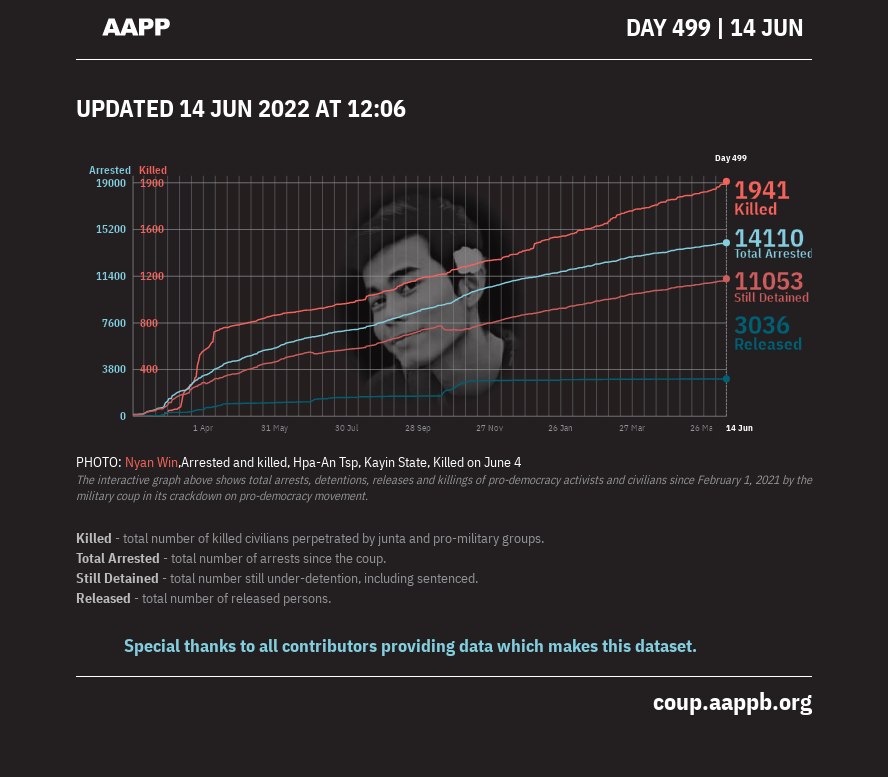 AAPP
DAY 499 | 14 JUN
UPDATED 14 JUN 2022 AT 12:06
Day 499
Arrested Killed
19000 1900
15200 1600
11400 1200
7600 800
3800 400
0
1941
Killed
14110
Total Arrested
11053
Still Detained
3036
Released
1 Apr 31 May 30 Jul 28 Sep 27 Nov 26 Jan 27 Mar 26 Ma 14 Jun
PHOTO: Nyan Win,Arrested and killed, Hpa-An Tsp, Kayin State, Killed on June 4
The interactive graph above shows total arrests, detentions, releases and killings of pro-democracy activists and civilians since February 1, 2021 by the
military coup in its crackdown on pro-democracy movement.
Killed - total number of killed civilians perpetrated by junta and pro-military groups.
Total Arrested - total number of arrests since the coup.
Still Detained - total number still under-detention, including sentenced.
Released - total number of released persons.
Special thanks to all contributors providing data which makes this dataset.
coup.aappb.org